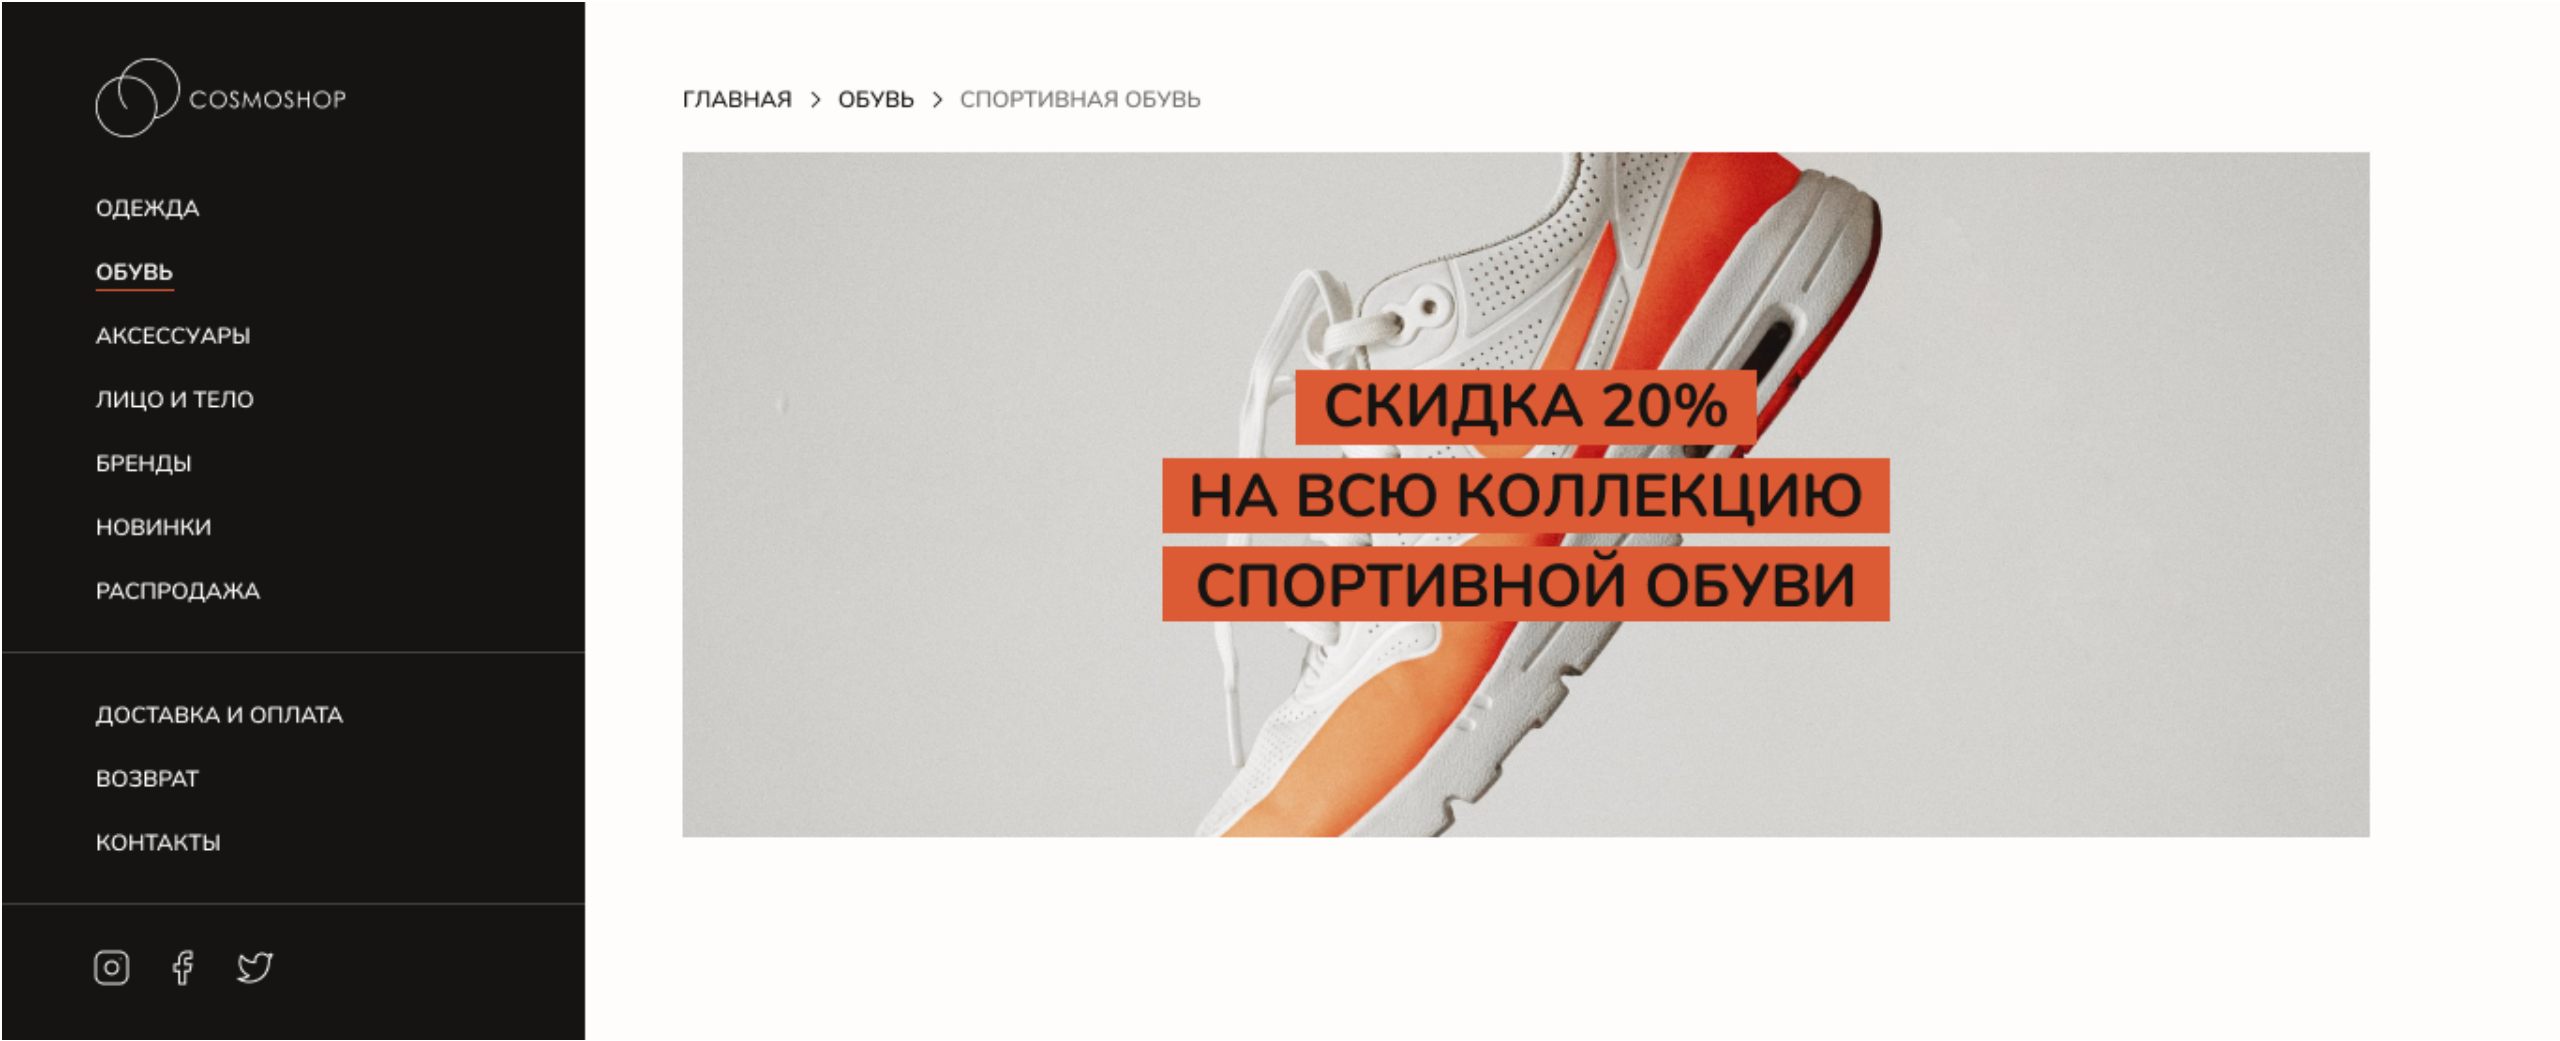 COSMOSHOP
ОДЕЖДА
ОБУВЬ
АКСЕССУАРЫ
ЛИЦО И ТЕЛО
БРЕНДЫ
НОВИНКИ
РАСПРОДАЖА
ДОСТАВКА И ОПЛАТА
ВОЗВРАТ
КОНТАКТЫ
ГЛАВНАЯ > ОБУВЬ > СПОРТИВНАЯ ОБУВЬ
СКИДКА 20%
НА ВСЮ КОЛЛЕКЦИЮ
СПОРТИВНОЙ ОБУВИ